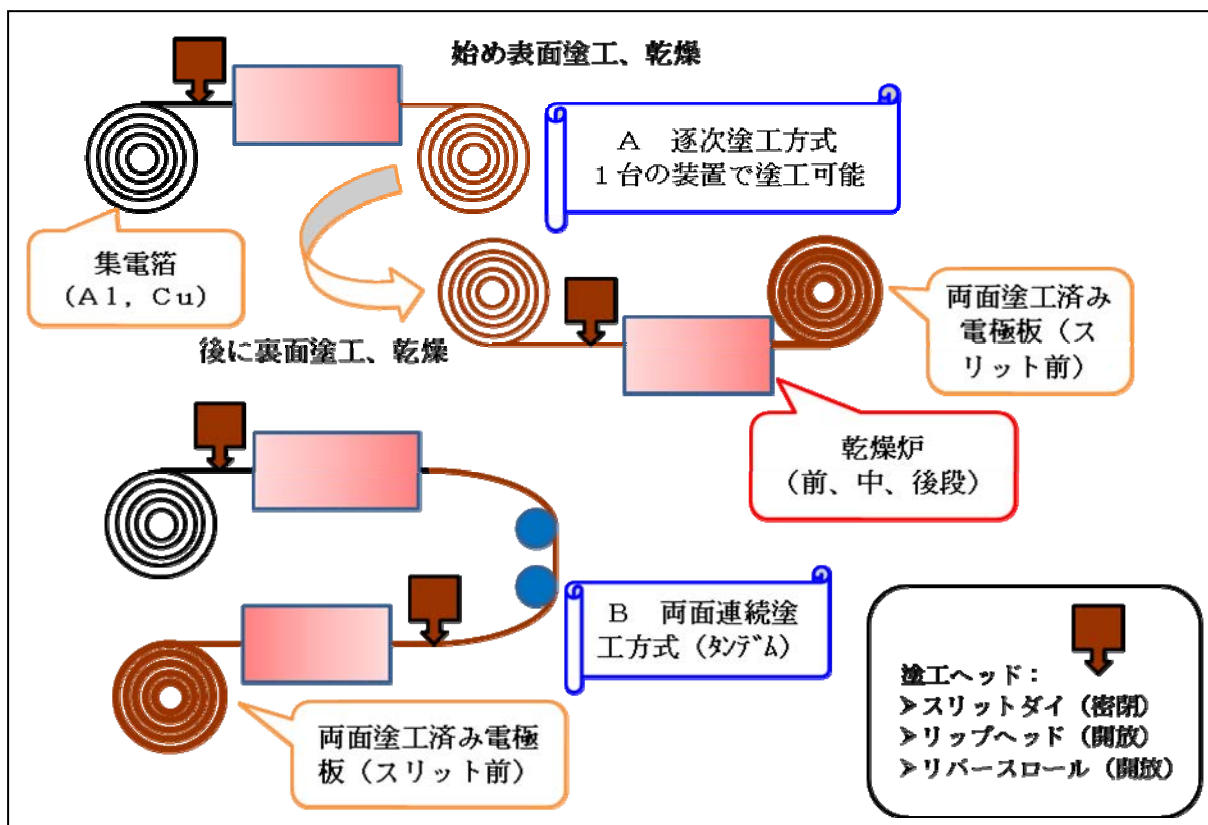 始め表面塗工、乾燥
A 逐次塗工方式
1台の装置で塗工可能
集電箔
(Al, Cu)
両面塗工済み
電極板（ス
リット前）
後に裏面塗工、乾燥
乾燥炉
（前、中、後段）
B 両面連続塗
工方式（ﾀﾝﾃﾞﾑ）
両面塗工済み電極
板（スリット前）
塗工ヘッド：
➢スリットダイ（密閉）
➢リップヘッド（開放）
➢リバースロール（開放）